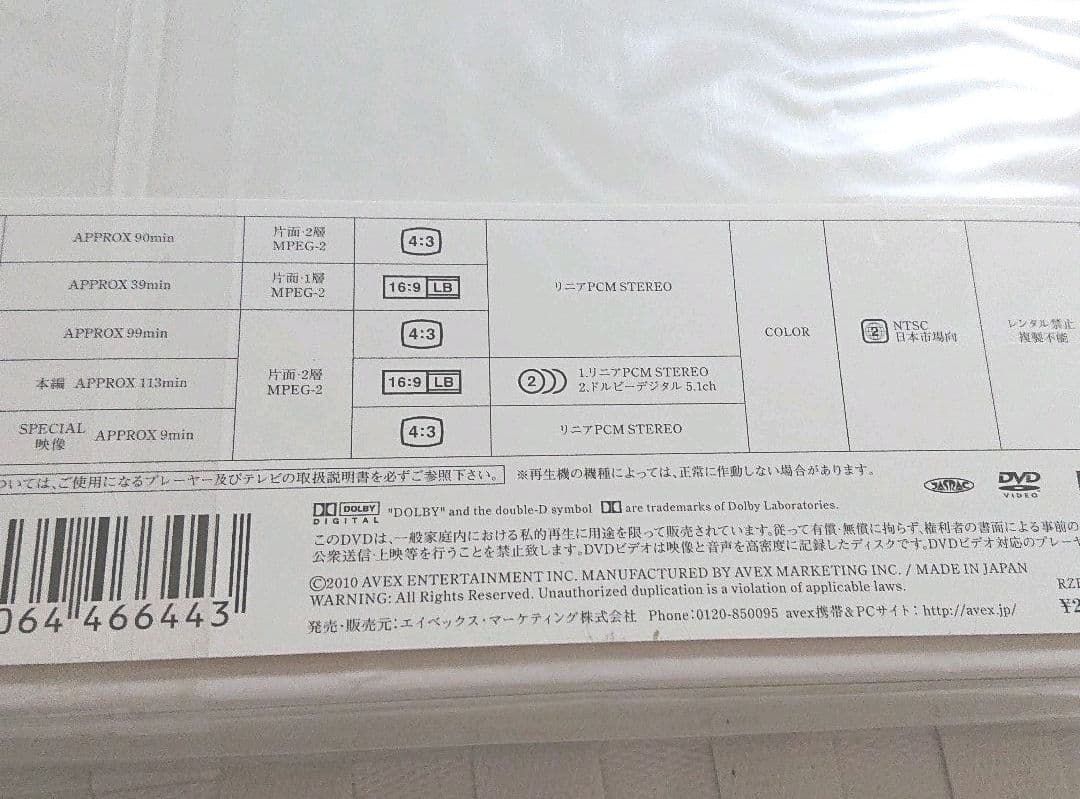 APPROX 90min
片面·2層
MPEG-2
4:3
APPROX 39min
片面·1層
MPEG-2
16:9 LB
リニアPCM STEREO
APPROX 99min
4:3
COLOR
2
NTSC
日本市場向
レンタル禁止
複製不能
本編 APPROX 113min
片面·2層
MPEG-2
16:9 LB
2
1.リニアPCM STEREO
2.ドルビーデジタル 5.1ch
SPECIAL
映像
APPROX 9min
4:3
リニアPCM STEREO
ついては、ご使用になるプレーヤー及びテレビの取扱説明書を必ずご参照下さい。
※再生機の機種によっては、正常に作動しない場合があります。
JASRAC
DVD
VIDEO
DOLBY
DIGITAL
"DOLBY" and the double-D symbol are trademarks of Dolby Laboratories.
このDVDは、一般家庭内における私的再生に用途を限って販売されています。従って有償・無償に拘らず、権利者の書面による事前の
公衆送信・上映等を行うことを禁止致します。DVDビデオは映像と音声を高密度に記録したディスクです。DVDビデオ対応のプレーヤ
©2010 AVEX ENTERTAINMENT INC. MANUFACTURED BY AVEX MARKETING INC. / MADE IN JAPAN
WARNING: All Rights Reserved. Unauthorized duplication is a violation of applicable laws.
発売・販売元：エイベックス・マーケティング株式会社 Phone：0120-850095 avex携帯＆PCサイト：http://avex.jp/
064 466443
RZ
¥2